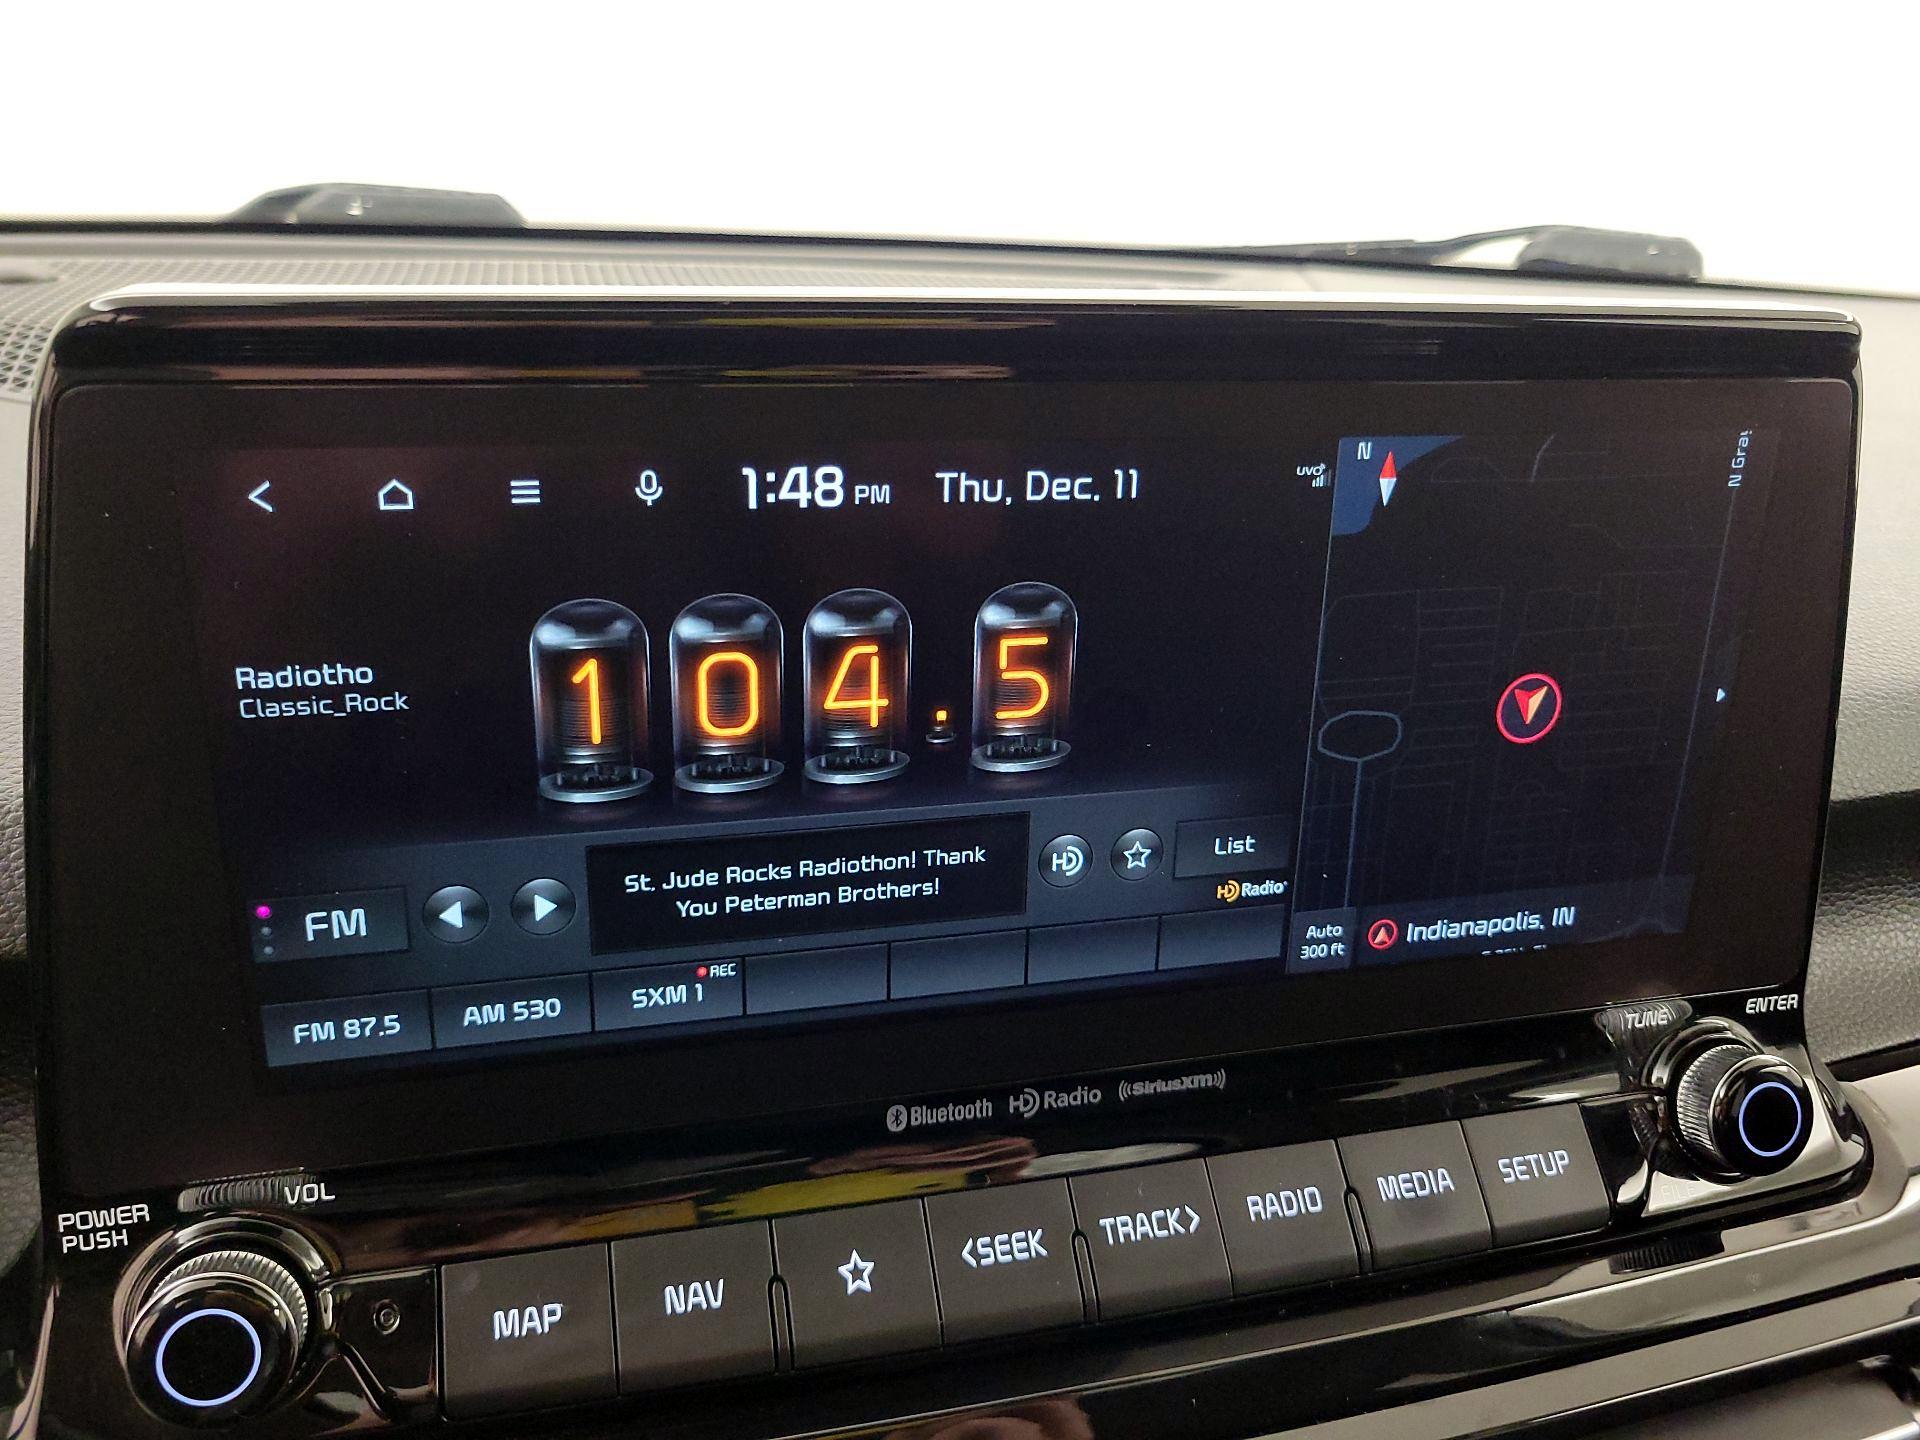 1:48 PM Thu, Dec. 11
UVO
N
N Gray
Radiotho
Classic_Rock
104.5
St. Jude Rocks Radiothon! Thank
You Peterman Brothers!
HD
List
HD Radio
FM
Auto
300 ft
Indianapolis, IN
FM 87.5
AM 530
REC
SXM 1
Bluetooth HD Radio SiriusXM
TUNE
ENTER
FILE
VOL
POWER
PUSH
MAP
NAV
<SEEK
TRACK>
RADIO
MEDIA
SETUP